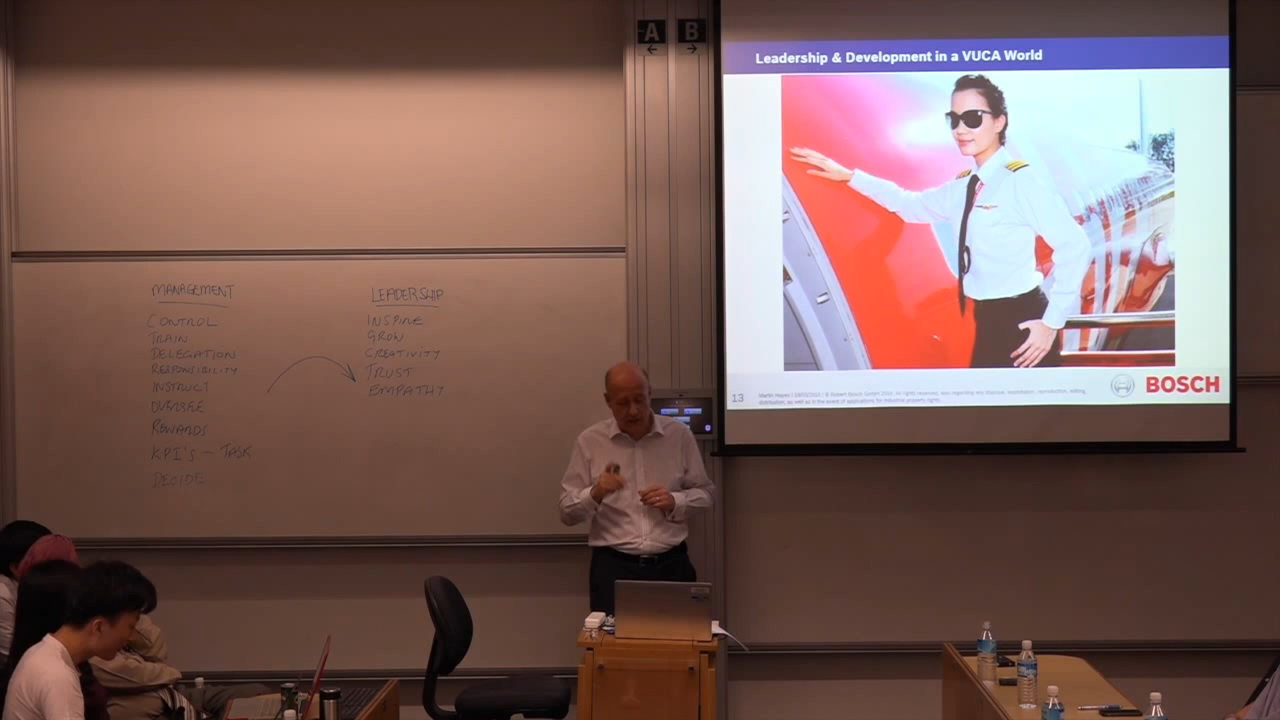 A
B
Leadership & Development in a VUCA World
MANAGEMENT
CONTROL
TRAIN
DELEGATION
RESPONSIBILITY
INSTRUCT
OVERSEE
REWARDS
KPI'S — TASK
DECIDE
LEADERSHIP
INSPIRE
GROW
CREATIVITY
TRUST
EMPATHY
13
BOSCH